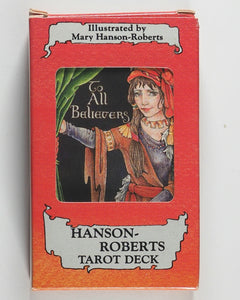 Illustrated by
Mary Hanson-Roberts
To
All
Believers
HANSON-
ROBERTS
TAROT DECK